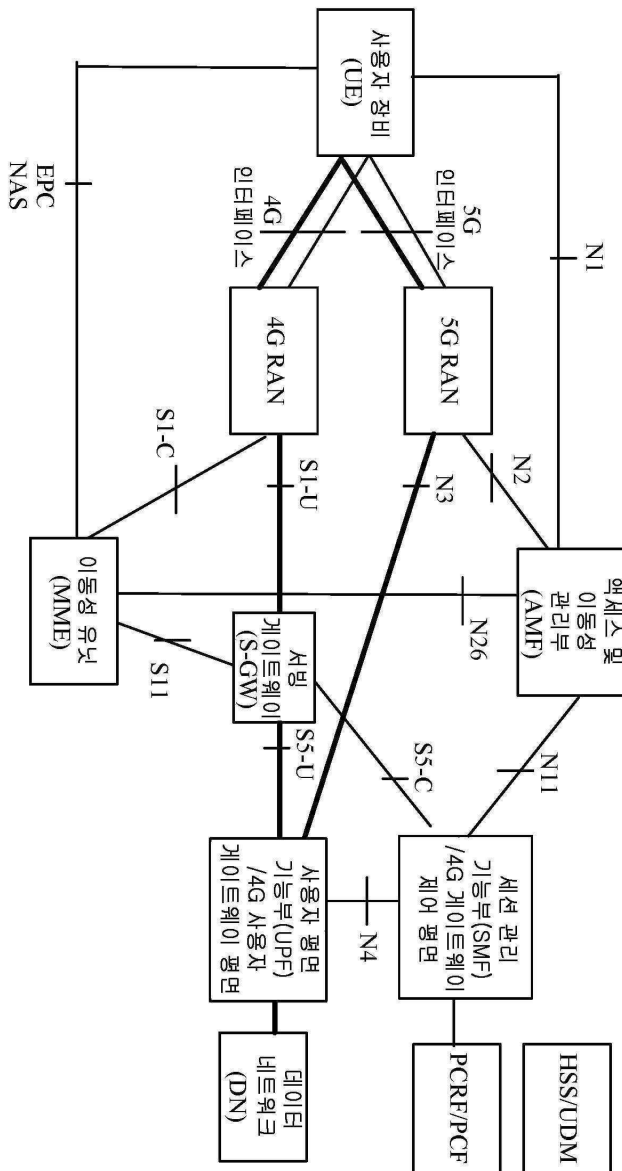 사용자 장비
(UE)
EPC
NAS
4G
인터페이스
5G
인터페이스
N1
4G RAN
5G RAN
S1-C
S1-U
N3
N2
이동성 유닛
(MME)
액세스 및
이동성
관리부
(AMF)
N26
S11
서빙
게이트웨이
(S-GW)
S5-U
S5-C
N11
사용자 평면
기능부(UPF)
/4G 사용자
게이트웨이 평면
N4
세션 관리
기능부(SMF)
/4G 게이트웨이
제어 평면
데이터
네트워크
(DN)
PCRF/PCF
HSS/UDM